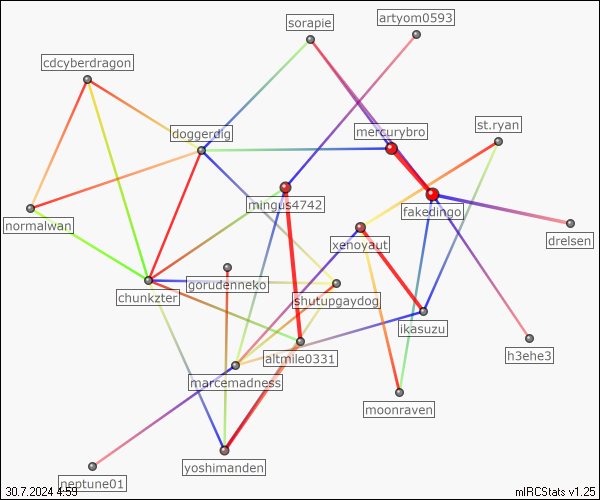 sorapie
artyom0593
cdcyberdragon
doggerdig
mercurybro
st.ryan
mingus4742
fakedingo
normalwan
xenoyaut
drelsen
gorudenneko
chunkzter
shutupgaydog
ikasuzu
altmile0331
h3ehe3
marcemadness
moonraven
yoshimanden
neptune01
30.7.2024 4:59
mIRCStats v1.25